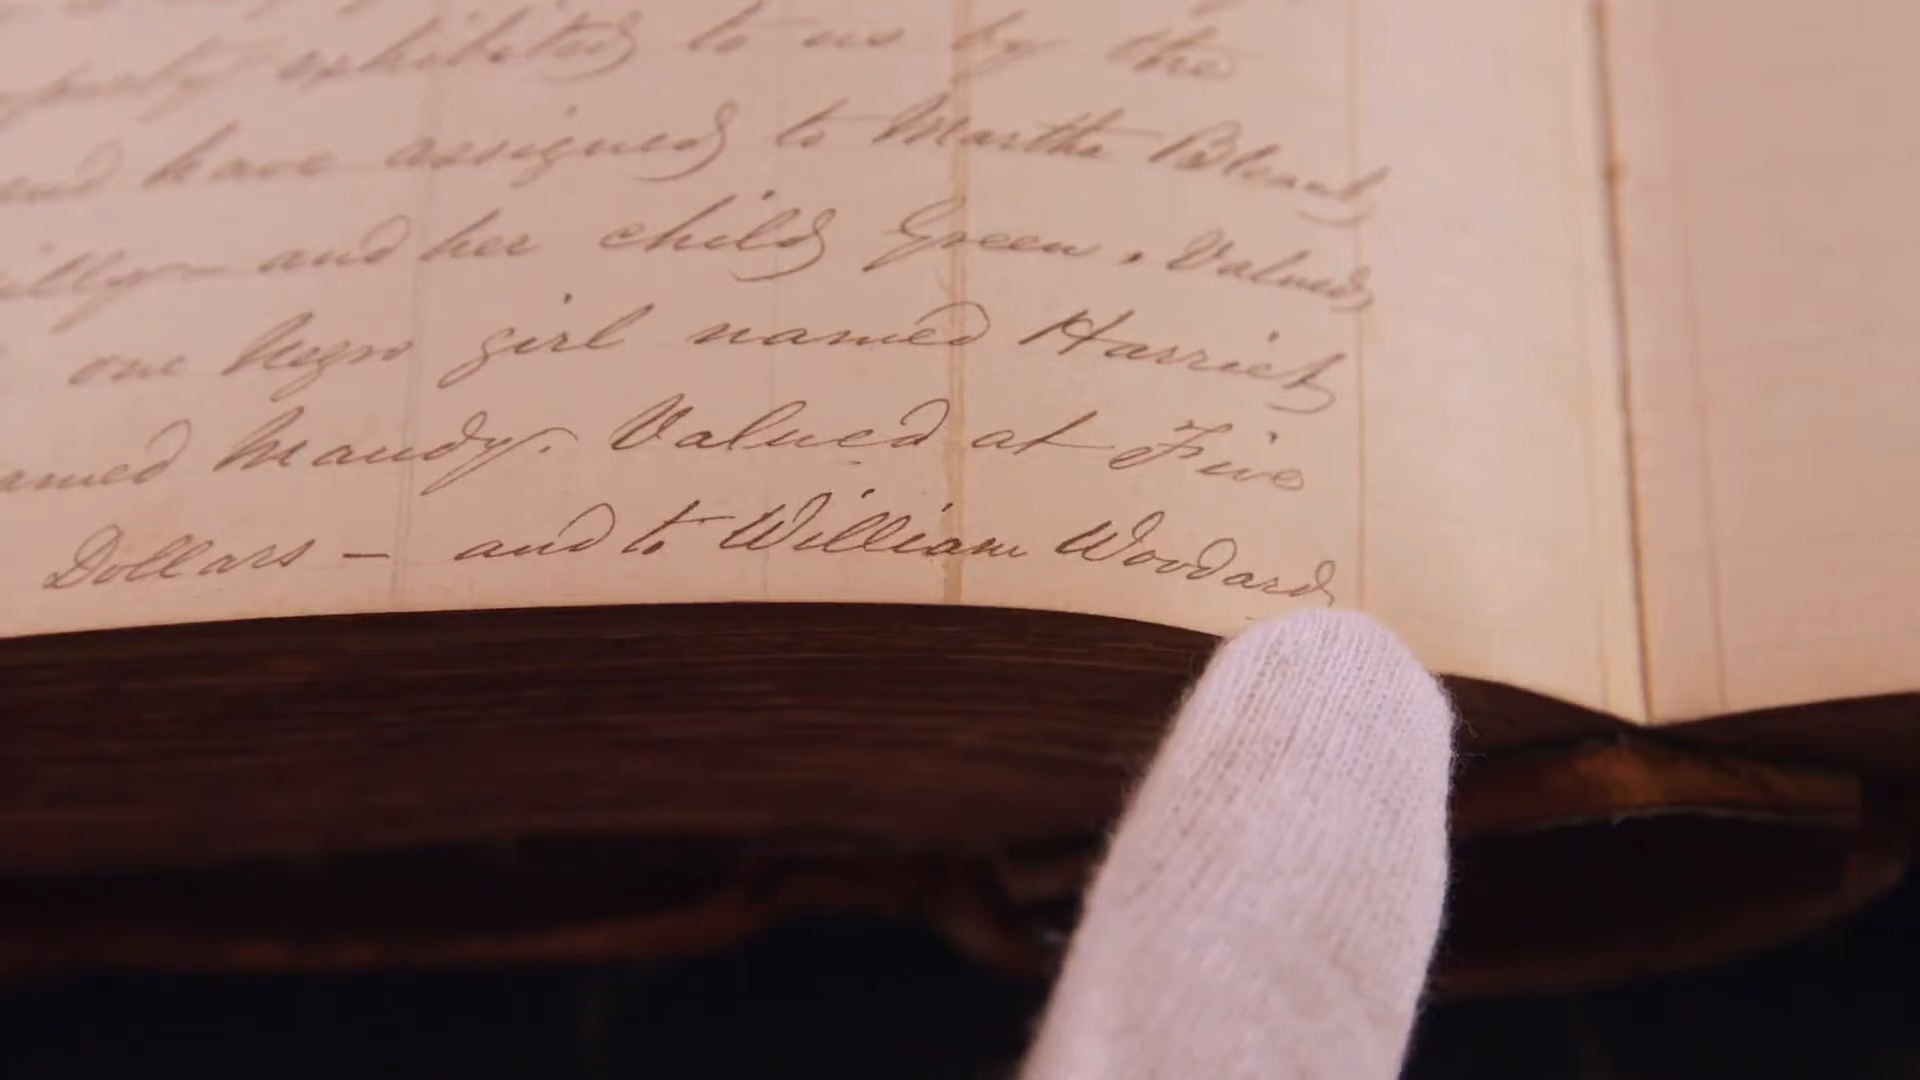 exhibited to us by the
and have assigned to Martha Bland
and her child Green. Valued
one Negro girl named Harriet
named Mandy. Valued at Five
Dollars — and to William Woodard